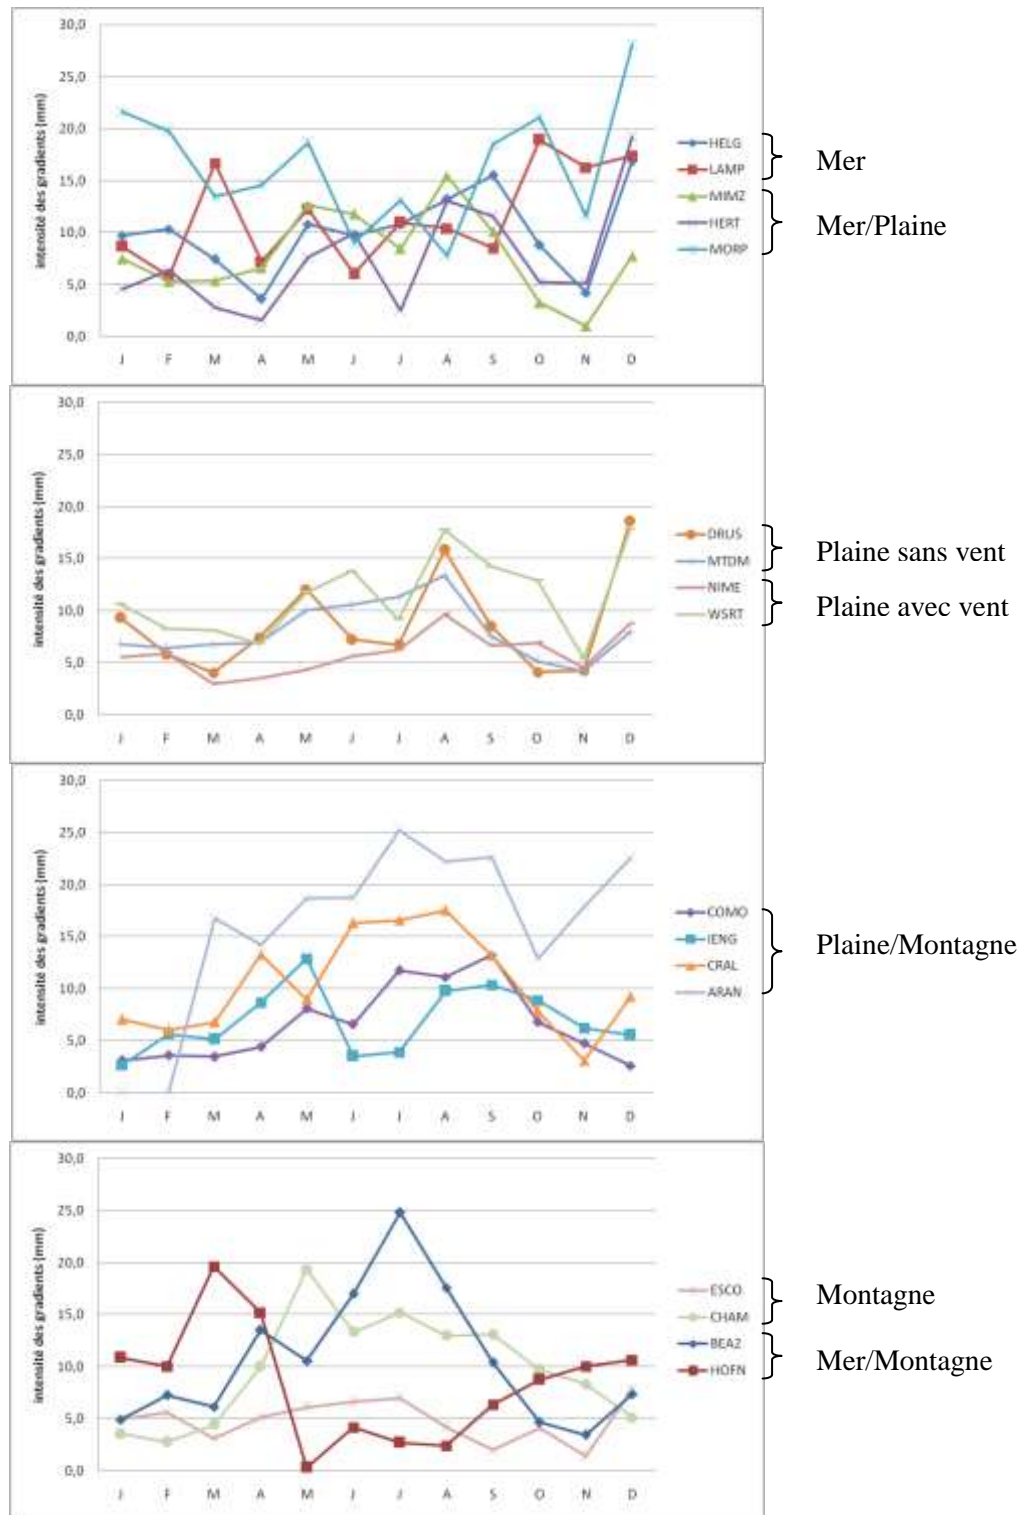 30,0
25,0
20,0
15,0
10,0
5,0
0,0
intensité des gradients (mm)
J F M A M J J A S O N D
HELG
LAMP
MIMZ
HERT
MORP
Mer
Mer/Plaine
30,0
25,0
20,0
15,0
10,0
5,0
0,0
intensité des gradients (mm)
J F M A M J J A S O N D
DRUS
MTDM
NIME
WSRT
Plaine sans vent
Plaine avec vent
30,0
25,0
20,0
15,0
10,0
5,0
0,0
intensité des gradients (mm)
J F M A M J J A S O N D
COMO
IENG
CRAL
ARAN
Plaine/Montagne
30,0
25,0
20,0
15,0
10,0
5,0
0,0
intensité des gradients (mm)
J F M A M J J A S O N D
ESCO
CHAM
BEA2
HOFN
Montagne
Mer/Montagne